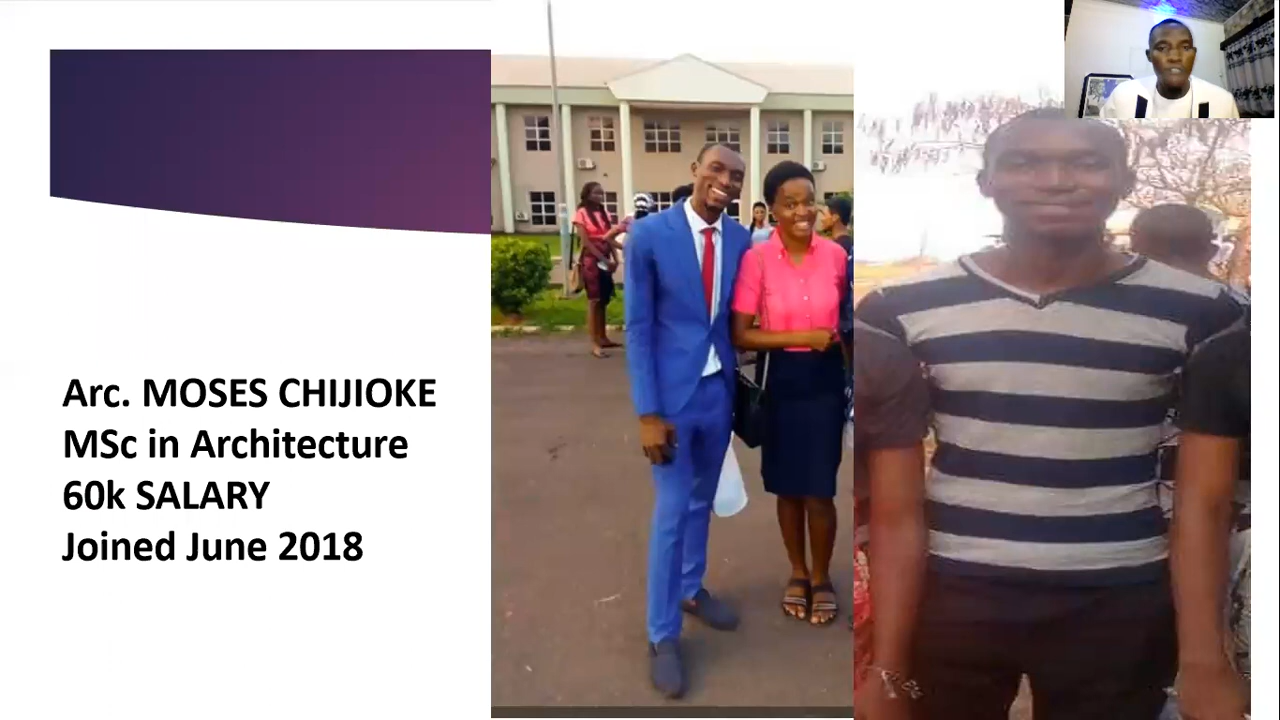 Arc. MOSES CHIJIOKE
MSc in Architecture
60k SALARY
Joined June 2018